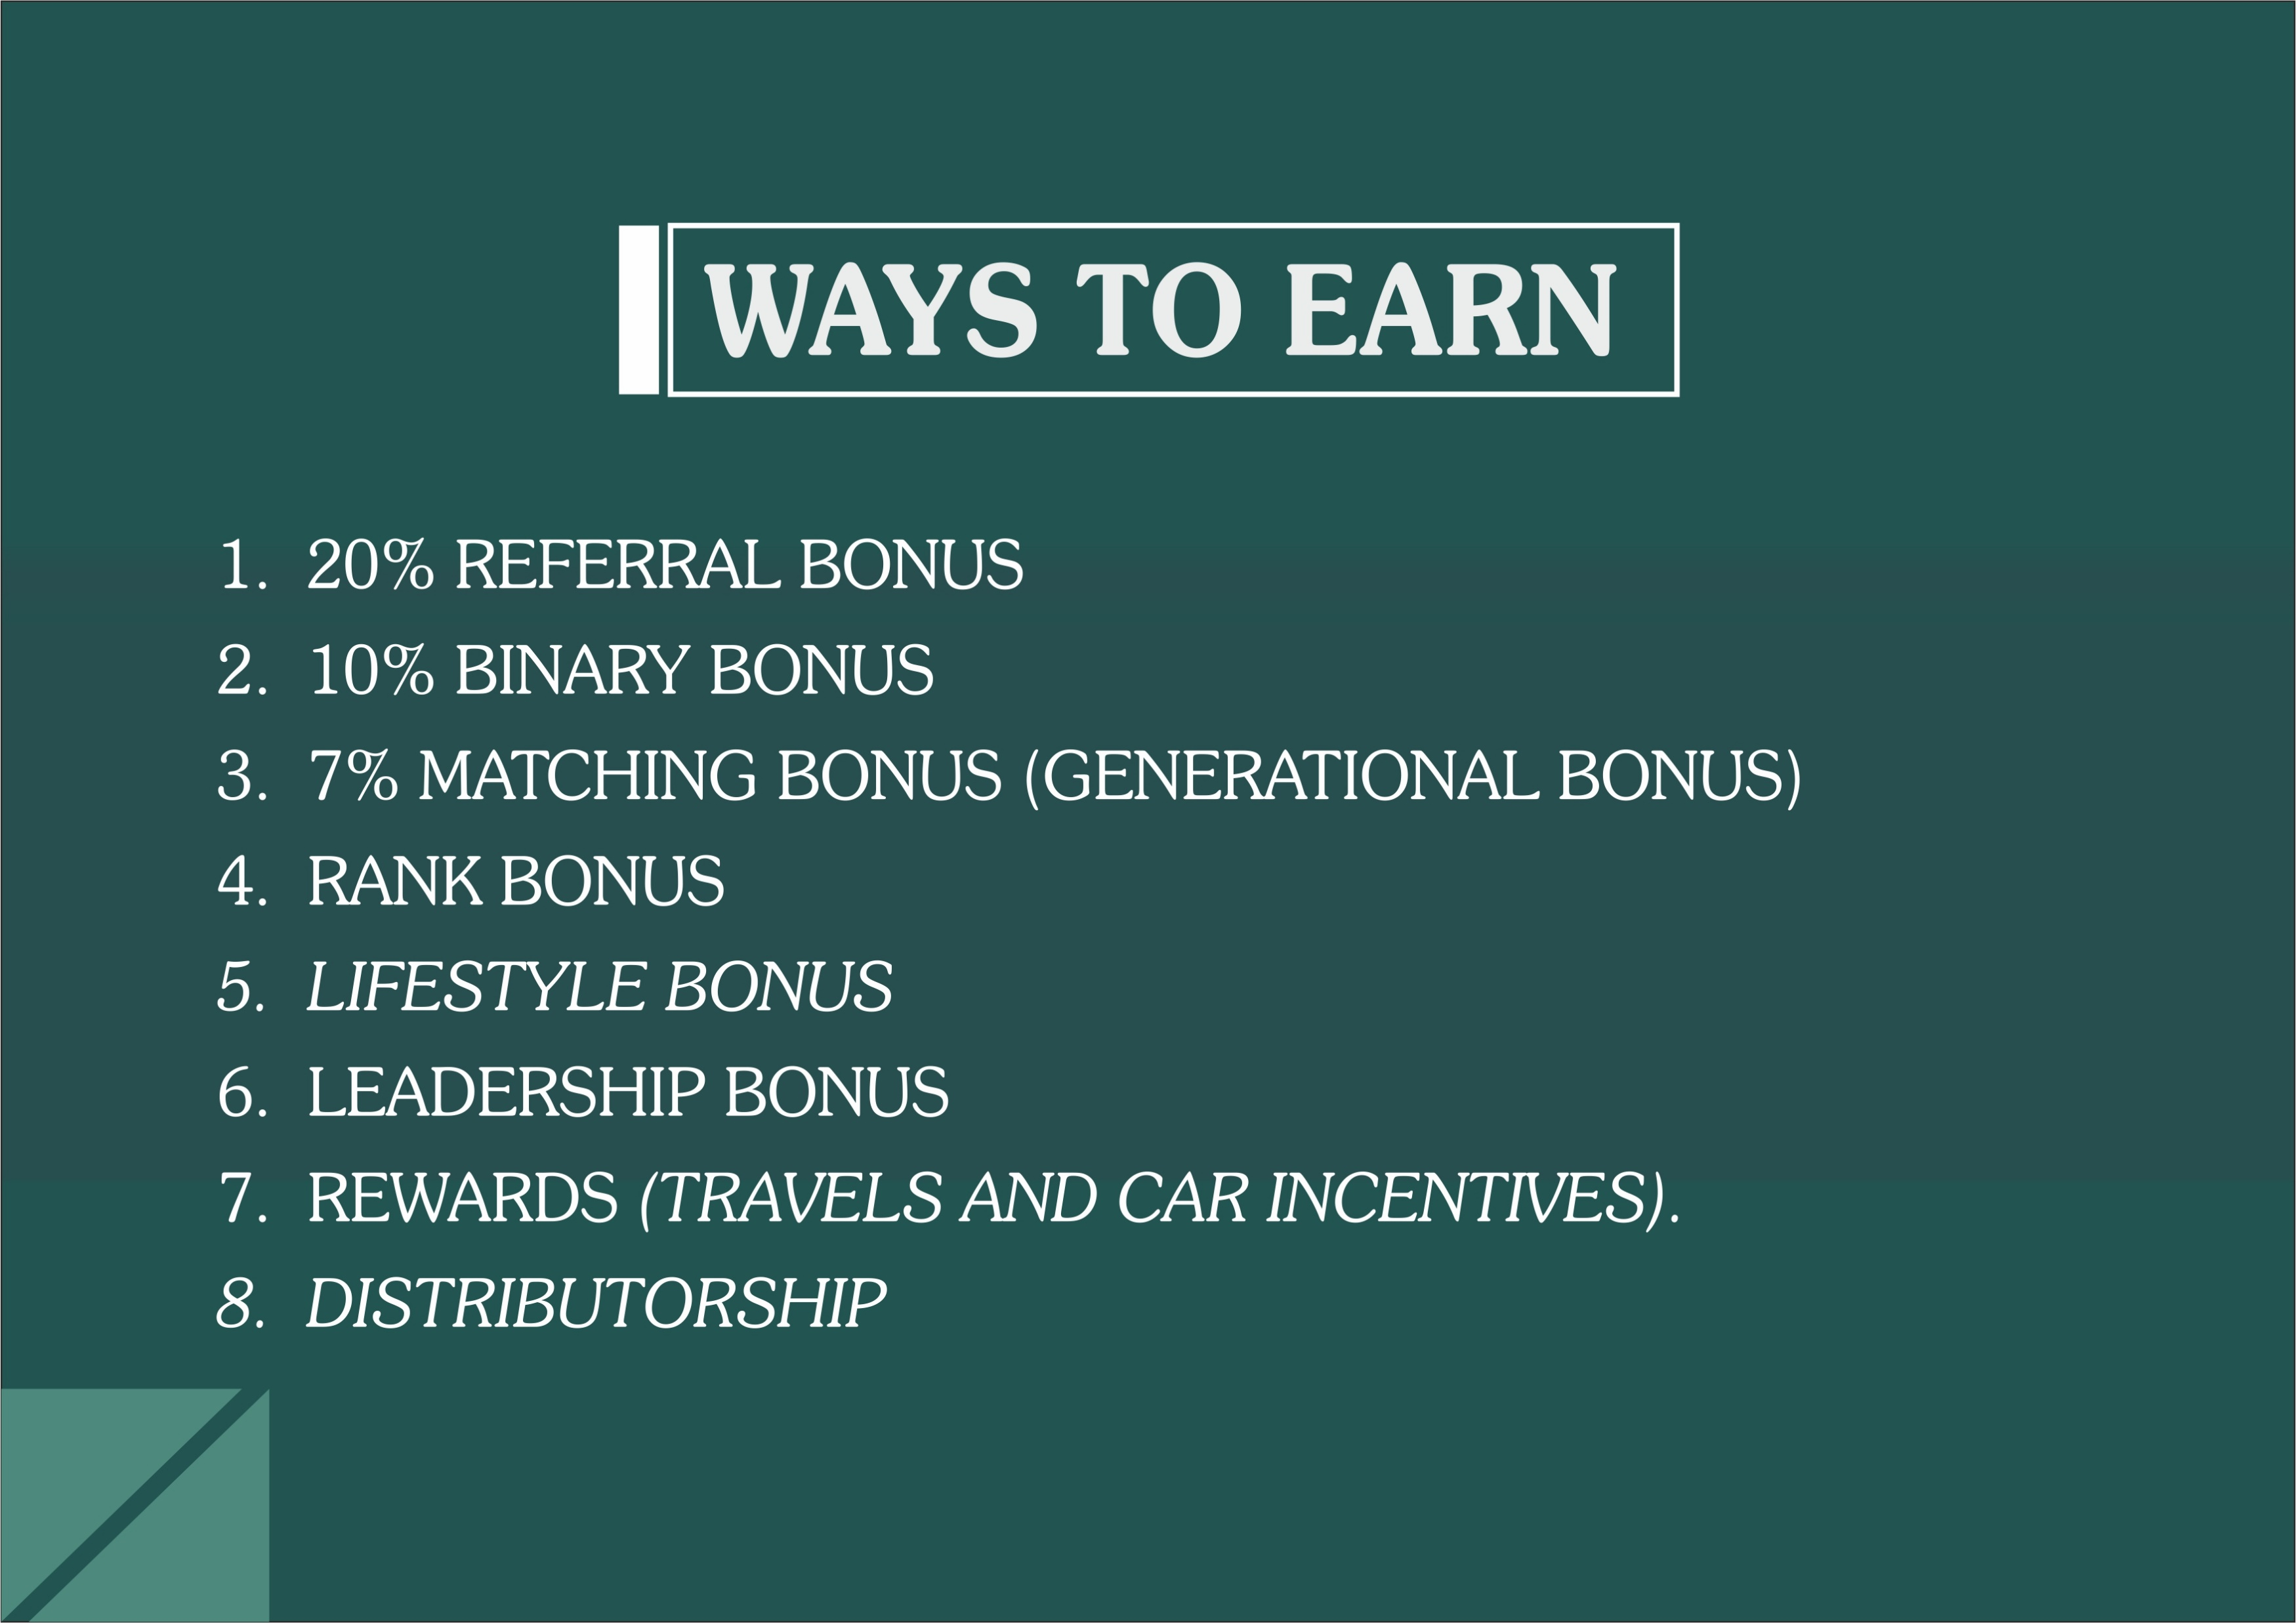 WAYS TO EARN
1. 20% REFERRAL BONUS
2. 10% BINARY BONUS
3. 7% MATCHING BONUS (GENERATIONAL BONUS)
4. RANK BONUS
5. LIFESTYLE BONUS
6. LEADERSHIP BONUS
7. REWARDS (TRAVELS AND CAR INCENTIVES).
8. DISTRIBUTORSHIP